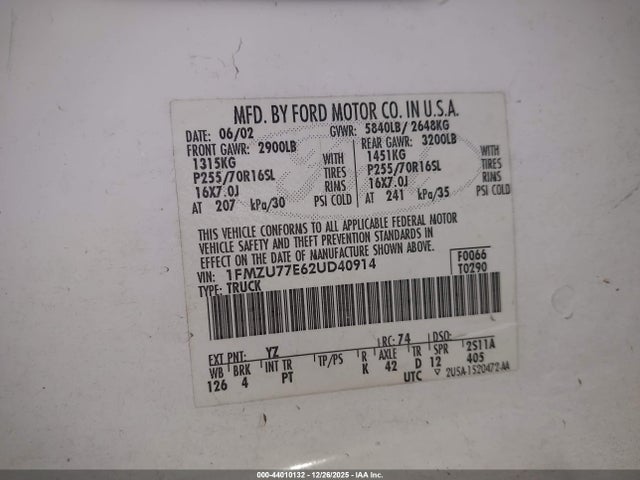 MFD. BY FORD MOTOR CO. IN U.S.A.
DATE: 06/02 GVWR: 5840LB/ 2648KG
FRONT GAWR: 2900LB REAR GAWR: 3200LB
1315KG WITH 1451KG WITH
P255/70R16SL TIRES P255/70R16SL TIRES
16X7.0J RIMS 16X7.0J RIMS
AT 207 kPa/30 PSI COLD AT 241 kPa/35 PSI COLD
THIS VEHICLE CONFORMS TO ALL APPLICABLE FEDERAL MOTOR
VEHICLE SAFETY AND THEFT PREVENTION STANDARDS IN
EFFECT ON THE DATE OF MANUFACTURE SHOWN ABOVE.
VIN: 1FMZU77E62UD40914 F0066
TYPE: TRUCK T0290
EXT PNT: YZ RC: 74 DSO:
WB BRK INT TR TP/PS R AXLE TR SPR 2S11A
126 4 PT K 42 D 12 405
UTC 2USA-1520472-AA
000-44010132 - 12/26/2025 - IAA Inc.